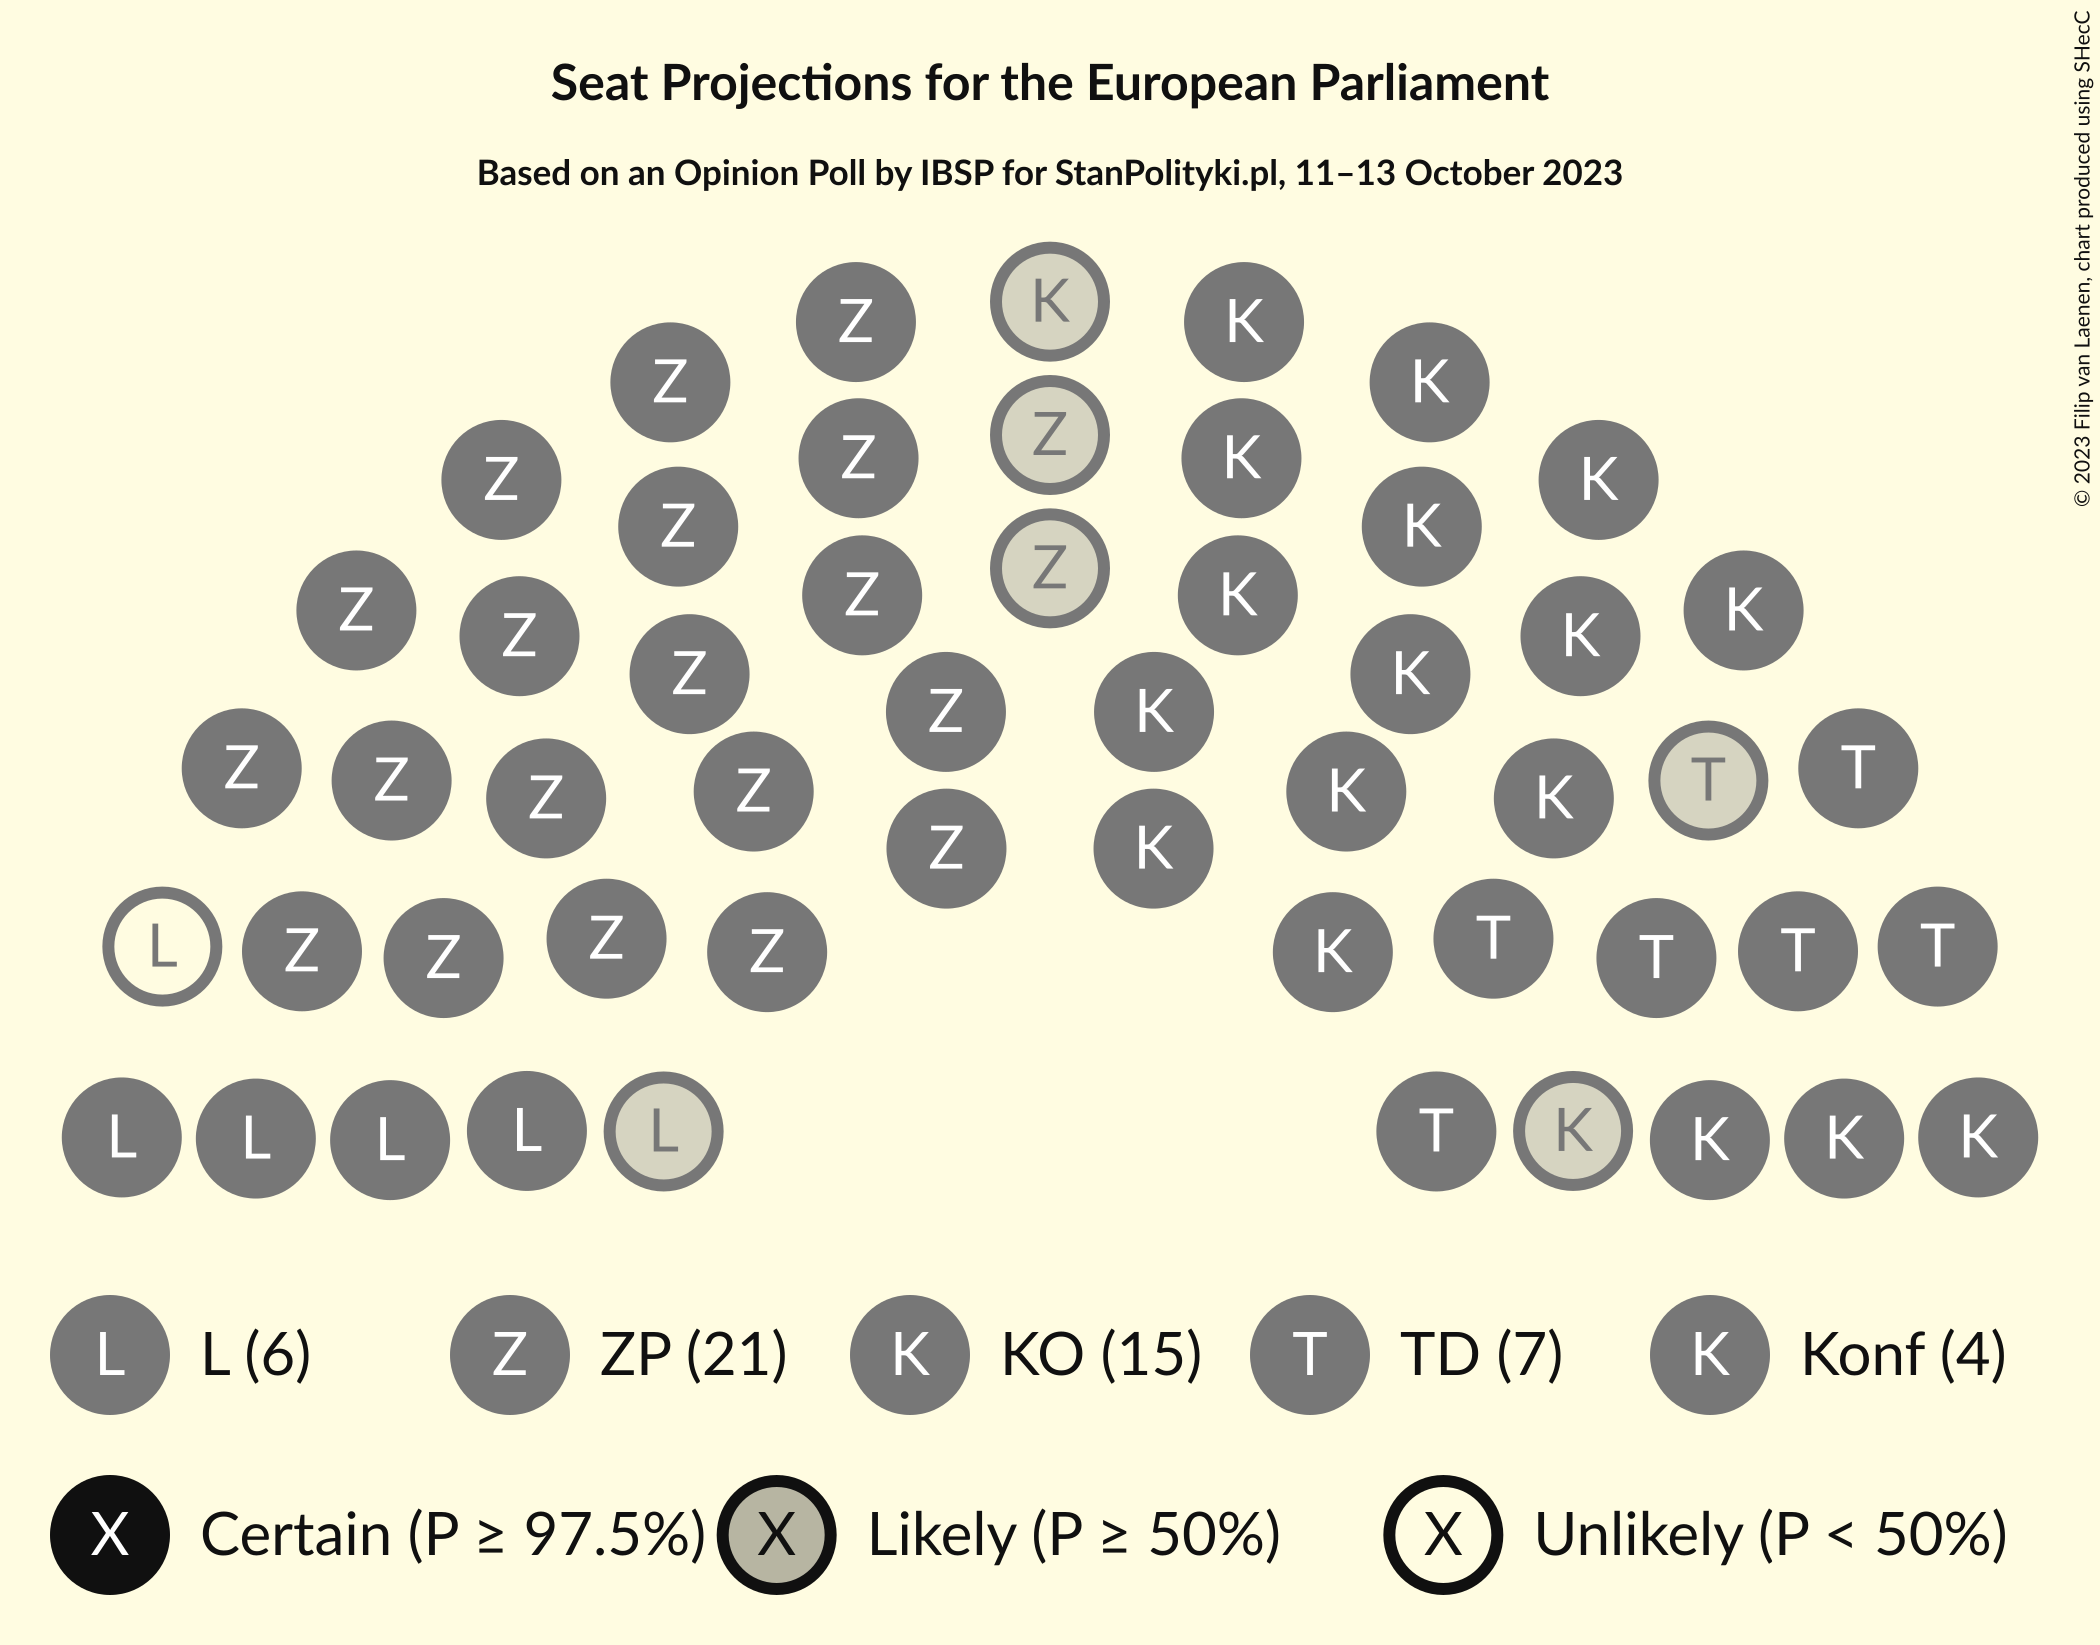 Seat Projections for the European Parliament
Based on an Opinion Poll by IBSP for StanPolityki.pl, 11–13 October 2023
© 2023 Filip van Laenen, chart produced using SHecC
K
Z K
Z K
Z
Z K
Z K
Z K
Z K
Z
Z K
Z K
Z K
Z K
Z K
Z K
Z T
Z T
Z K
Z K
Z K
L T
Z T
Z T
Z T
Z K
L L L L L T K K K K
L L (6) Z ZP (21) K KO (15) T TD (7) K Konf (4)
X Certain (P ≥ 97.5%) X Likely (P ≥ 50%) X Unlikely (P < 50%)